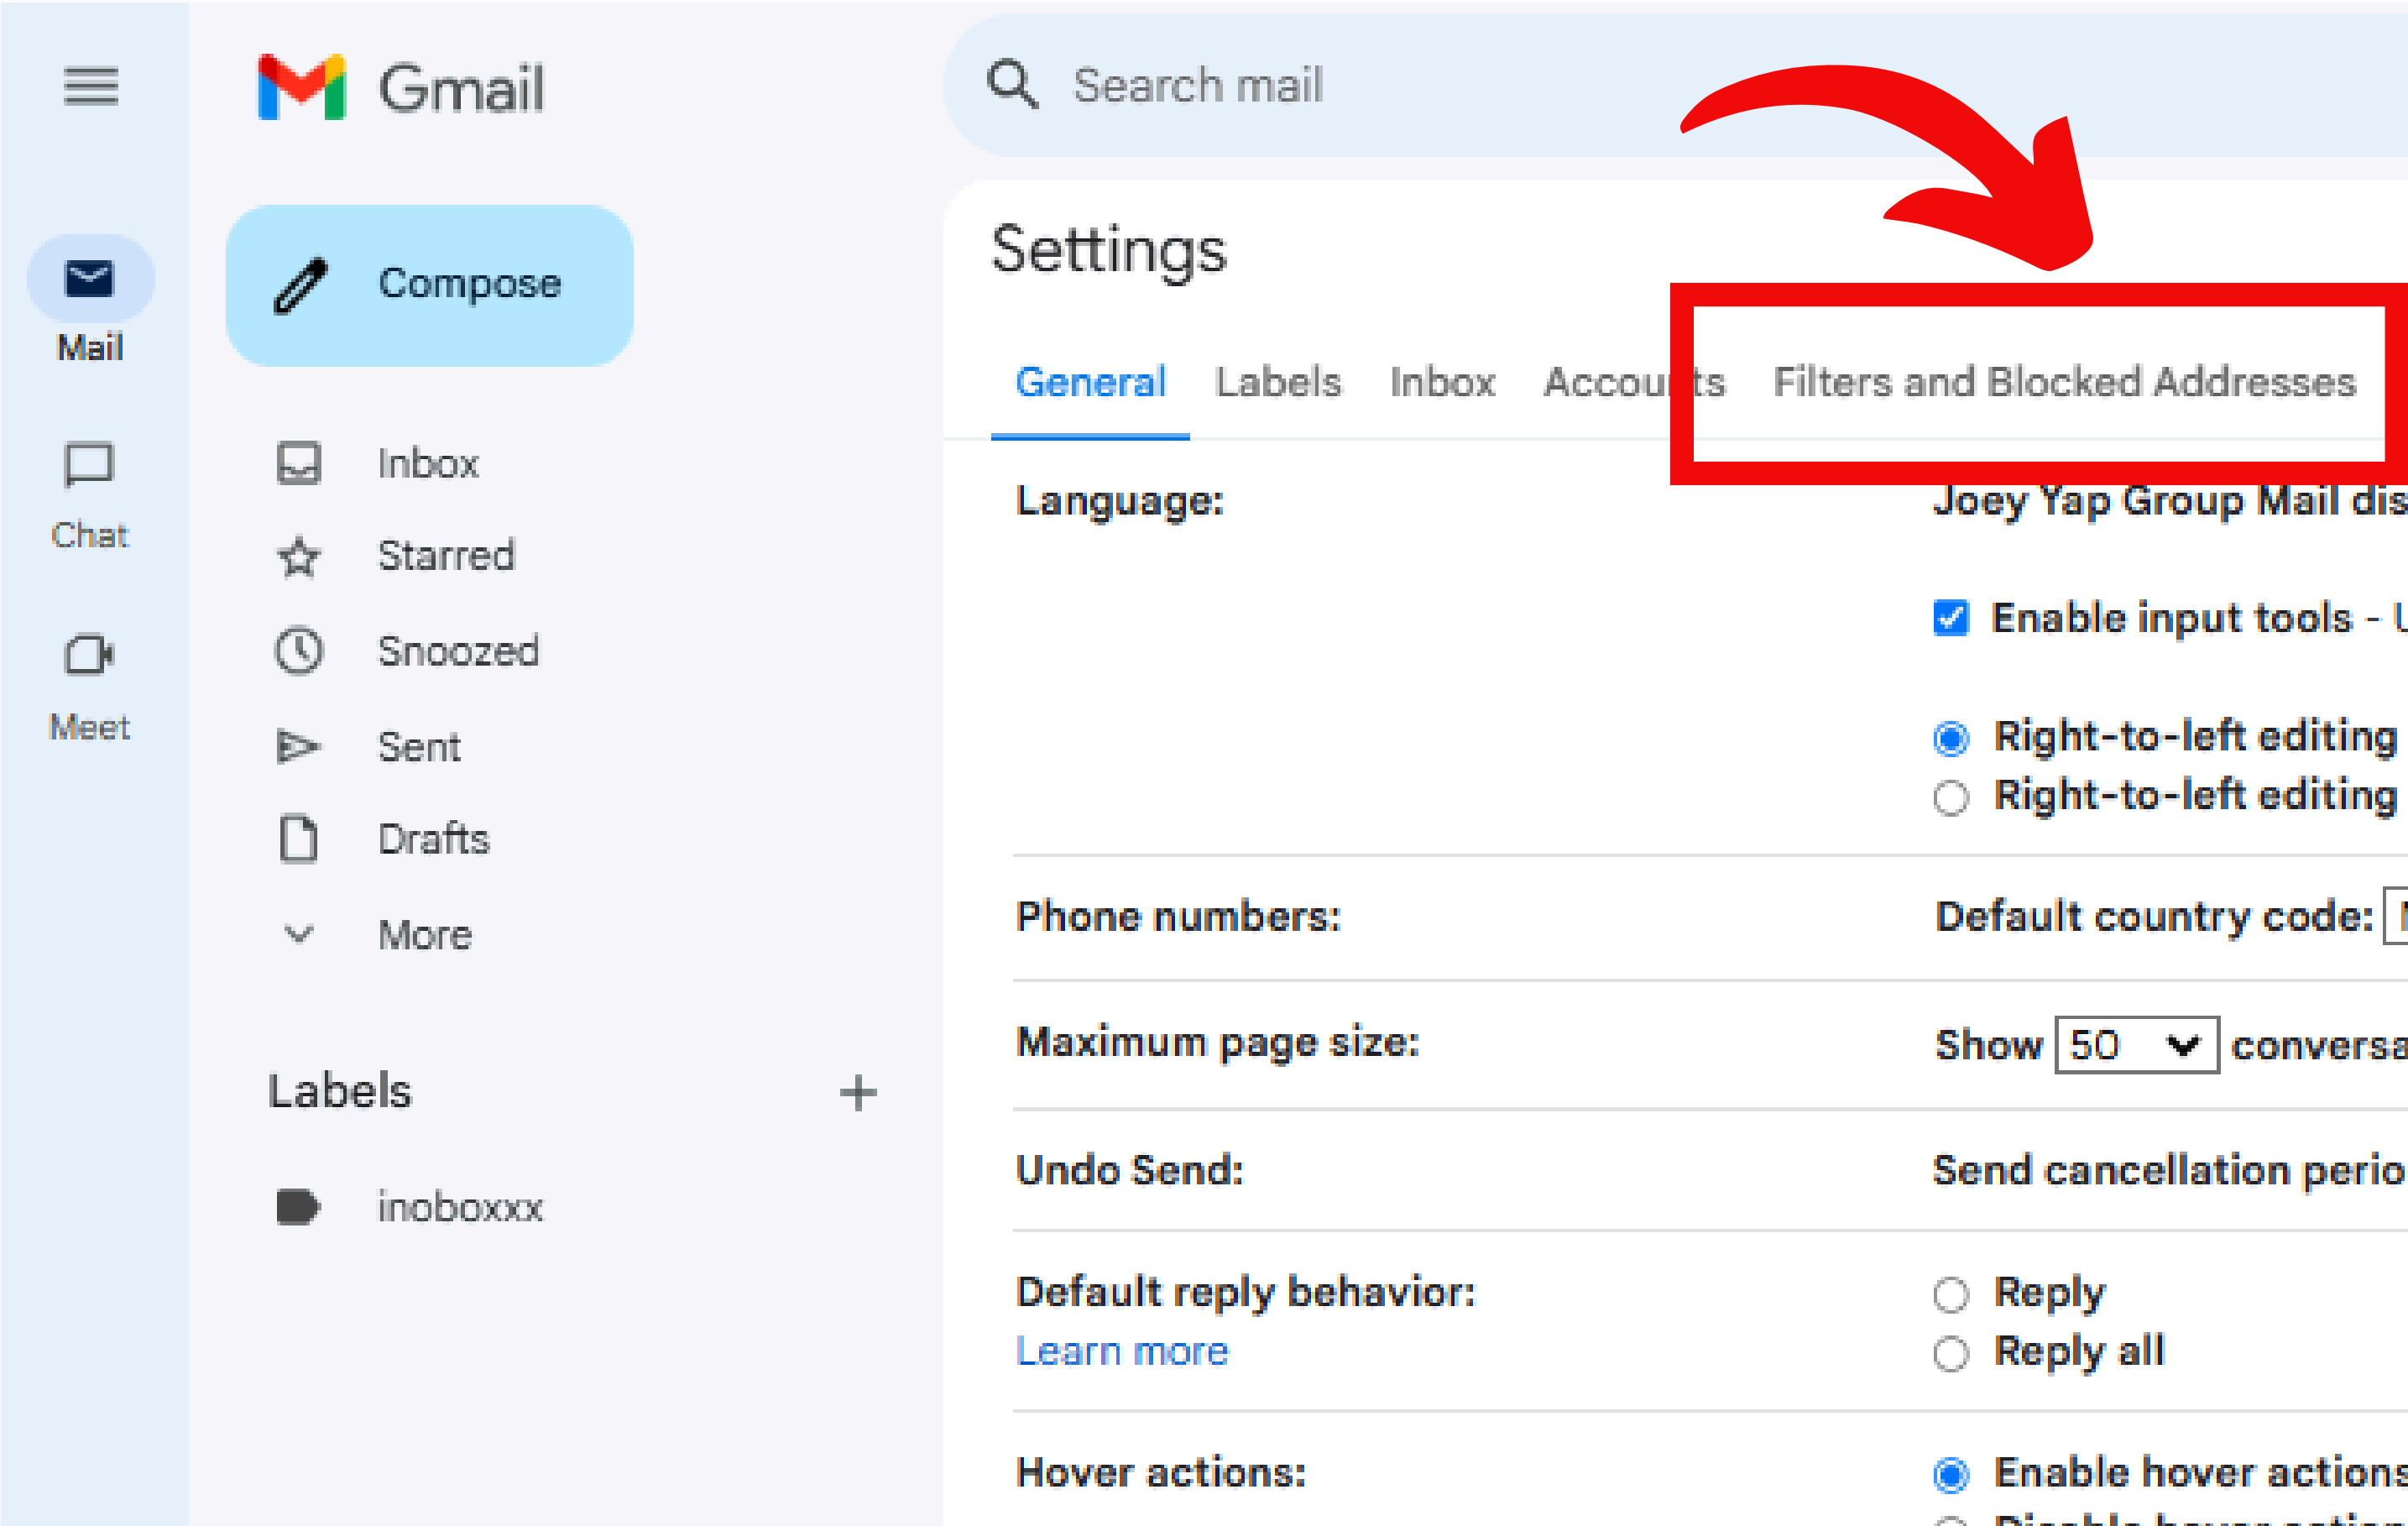 Gmail
Search mail
Mail
Chat
Meet
Compose
Inbox
Starred
Snoozed
Sent
Drafts
More
Labels
inoboxxx
Settings
General Labels Inbox Accounts Filters and Blocked Addresses
Language:
Joey Yap Group Mail
Enable input tools -
Right-to-left editing
Right-to-left editing
Phone numbers:
Default country code:
Maximum page size:
Show 50
Undo Send:
Send cancellation
Default reply behavior:
Learn more
Reply
Reply all
Hover actions:
Enable hover actions